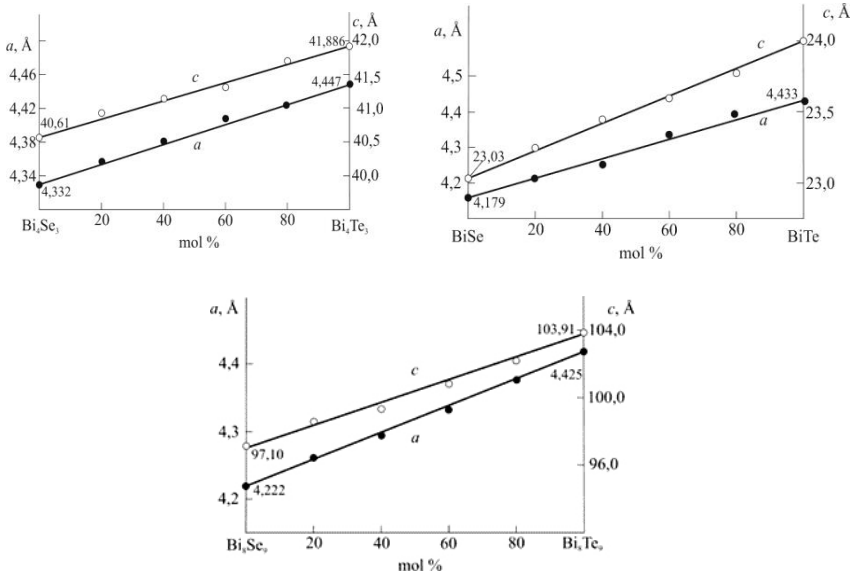 a, Å
c, Å
42,0
41,886
4,46
c
41,5
4,447
4,42
41,0
40,61
4,38
40,5
a
4,34
40,0
4,332
Bi₄Se₃ 20 40 60 80 Bi₄Te₃
mol %
a, Å
c, Å
24,0
c
4,5
4,433
4,4
23,5
a
4,3
23,03
4,2
23,0
4,179
BiSe 20 40 60 80 BiTe
mol %
a, Å
c, Å
103,91
104,0
4,4
c
4,425
100,0
4,3
a
97,10
96,0
4,222
4,2
Bi₈Se₉ 20 40 60 80 Bi₈Te₉
mol %